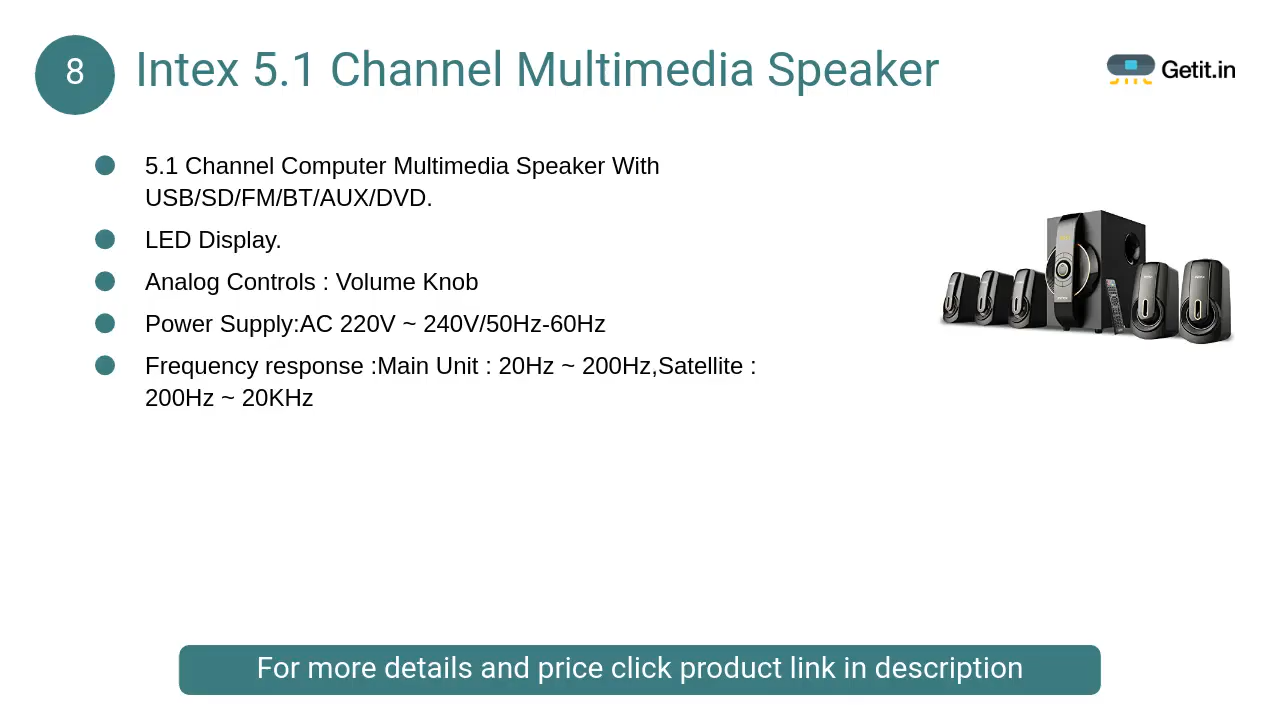 8
Intex 5.1 Channel Multimedia Speaker
Getit.in
5.1 Channel Computer Multimedia Speaker With
USB/SD/FM/BT/AUX/DVD.
LED Display.
Analog Controls : Volume Knob
Power Supply:AC 220V ~ 240V/50Hz-60Hz
Frequency response :Main Unit : 20Hz ~ 200Hz,Satellite :
200Hz ~ 20KHz
For more details and price click product link in description